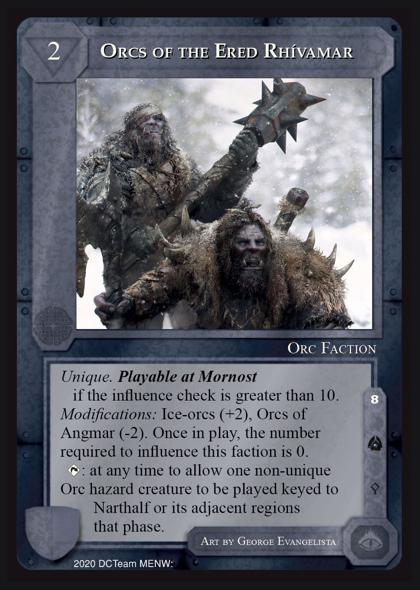 2
Orcs of the Ered Rhívamar
Orc Faction
Unique. Playable at Mornost
if the influence check is greater than 10.
Modifications: Ice-orcs (+2), Orcs of
Angmar (-2). Once in play, the number
required to influence this faction is 0.
: at any time to allow one non-unique
Orc hazard creature to be played keyed to
Narthalf or its adjacent regions
that phase.
8
Art by George Evangelista
2020 DCTeam MENW: